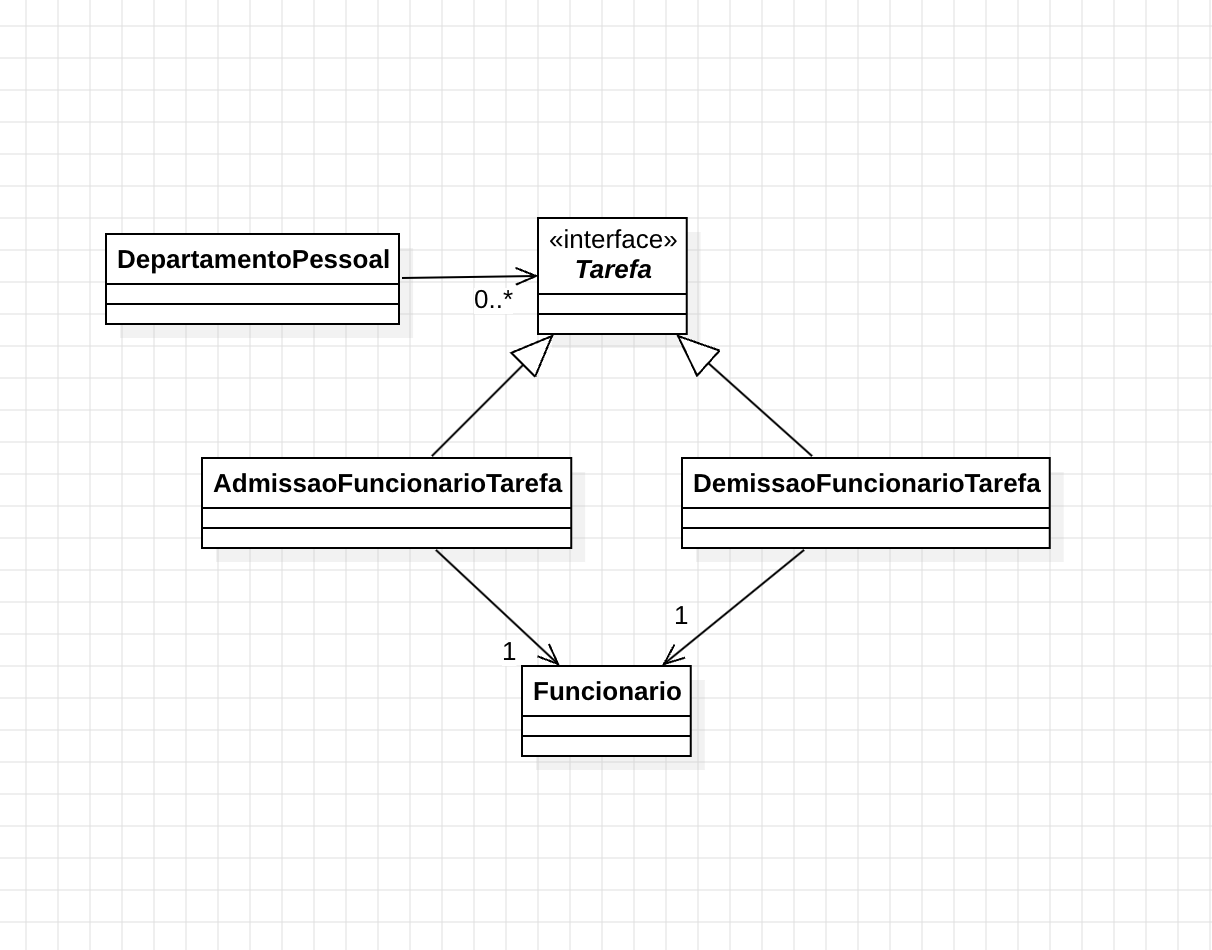 «interface»
Tarefa
DepartamentoPessoal
0..*
AdmissaoFuncionarioTarefa
DemissaoFuncionarioTarefa
1
1
Funcionario